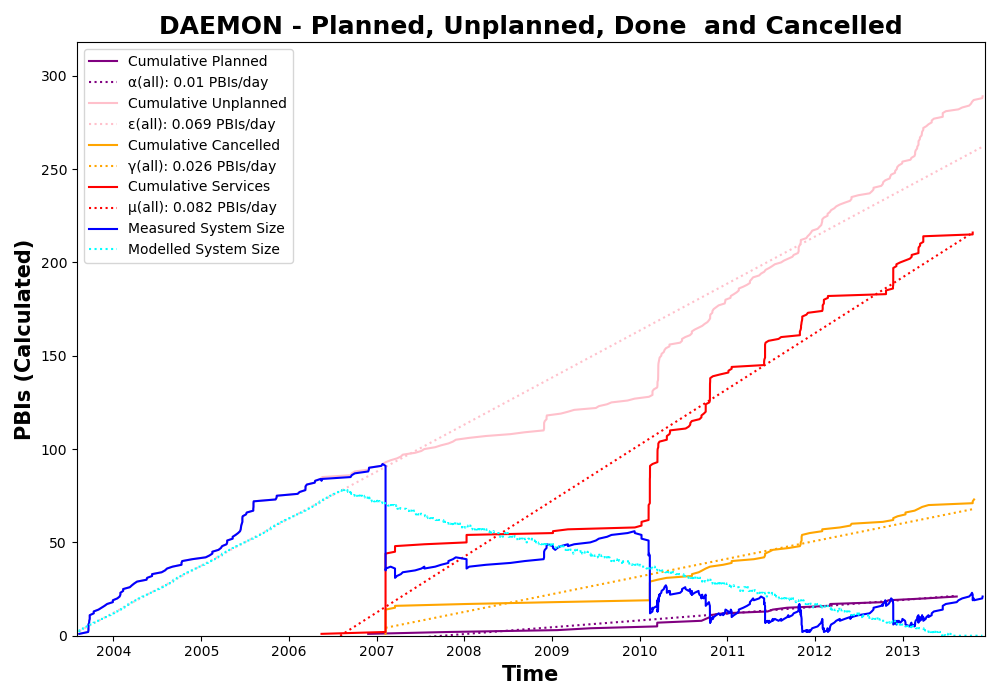 DAEMON - Planned, Unplanned, Done  and Cancelled
PBIs (Calculated)
300
250
200
150
100
50
0
Cumulative Planned
α(all): 0.01 PBIs/day
Cumulative Unplanned
ε(all): 0.069 PBIs/day
Cumulative Cancelled
γ(all): 0.026 PBIs/day
Cumulative Services
μ(all): 0.082 PBIs/day
Measured System Size
Modelled System Size
2004 2005 2006 2007 2008 2009 2010 2011 2012 2013
Time